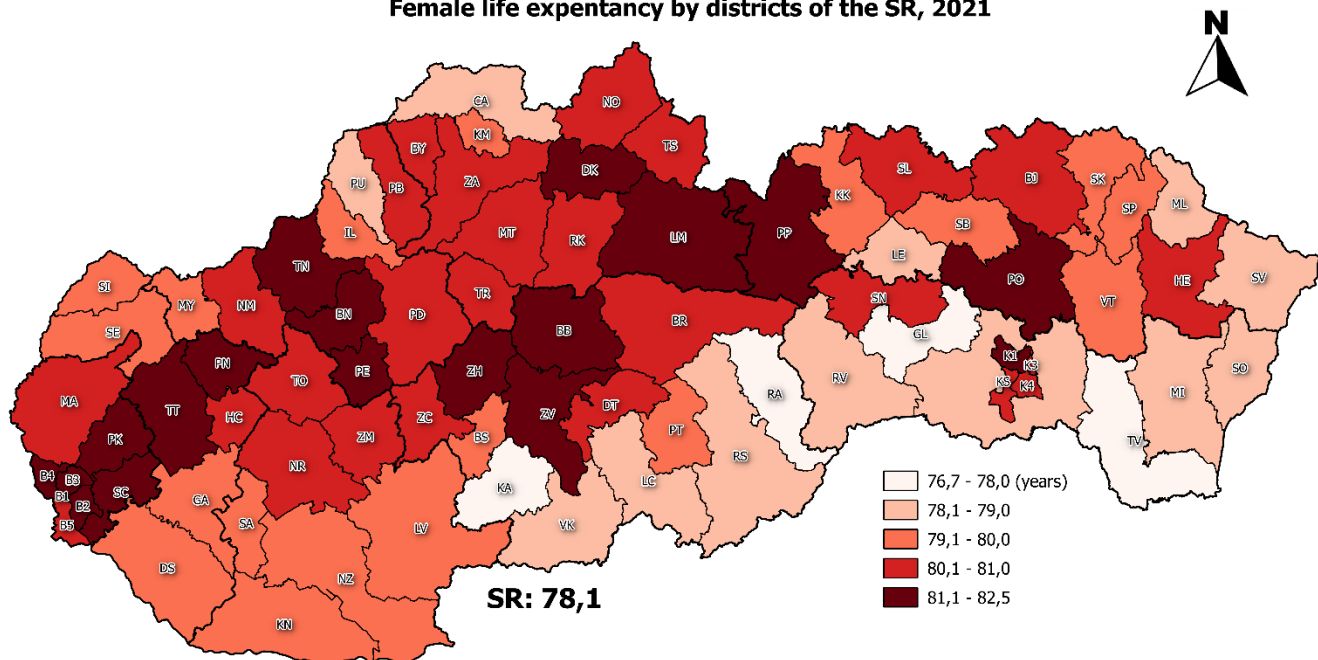 Female life expentancy by districts of the SR, 2021
N
CA
NO
KM
TS
BY
PU
PB
ZA
DK
IL
MT
RK
LM
PP
KK
SL
SB
LE
BJ
SK
SP
ML
TN
SI
MY
NM
SE
BN
PD
TR
BB
BR
SN
GL
PO
VT
HE
SV
MA
PN
TO
PE
ZH
ZV
DT
RA
RV
K1
K3
KS
K4
MI
SO
TT
HC
ZM
ZC
BS
PT
RS
PK
NR
KA
LC
VK
TV
B4
B3
B1
B2
SC
B5
GA
SA
LV
DS
NZ
KN
SR: 78,1
76,7 - 78,0 (years)
78,1 - 79,0
79,1 - 80,0
80,1 - 81,0
81,1 - 82,5